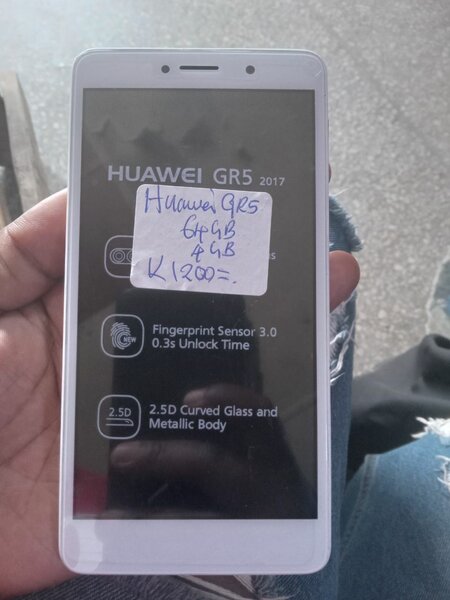 HUAWEI GR5 2017
Huawei GR5
64GB
4GB
K1200=.
Fingerprint Sensor 3.0
0.3s Unlock Time
NEW
2.5D
2.5D Curved Glass and
Metallic Body